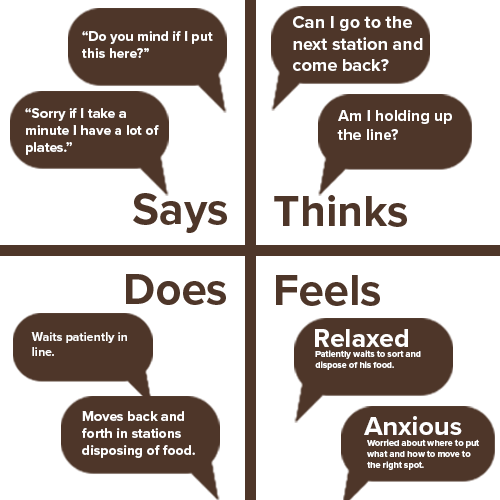 “Do you mind if I put
this here?”
“Sorry if I take a
minute I have a lot of
plates.”
Says
Can I go to the
next station and
come back?
Am I holding up
the line?
Thinks
Does
Waits patiently in
line.
Moves back and
forth in stations
disposing of food.
Feels
Relaxed
Patiently waits to sort and
dispose of his food.
Anxious
Worried about where to put
what and how to move to
the right spot.